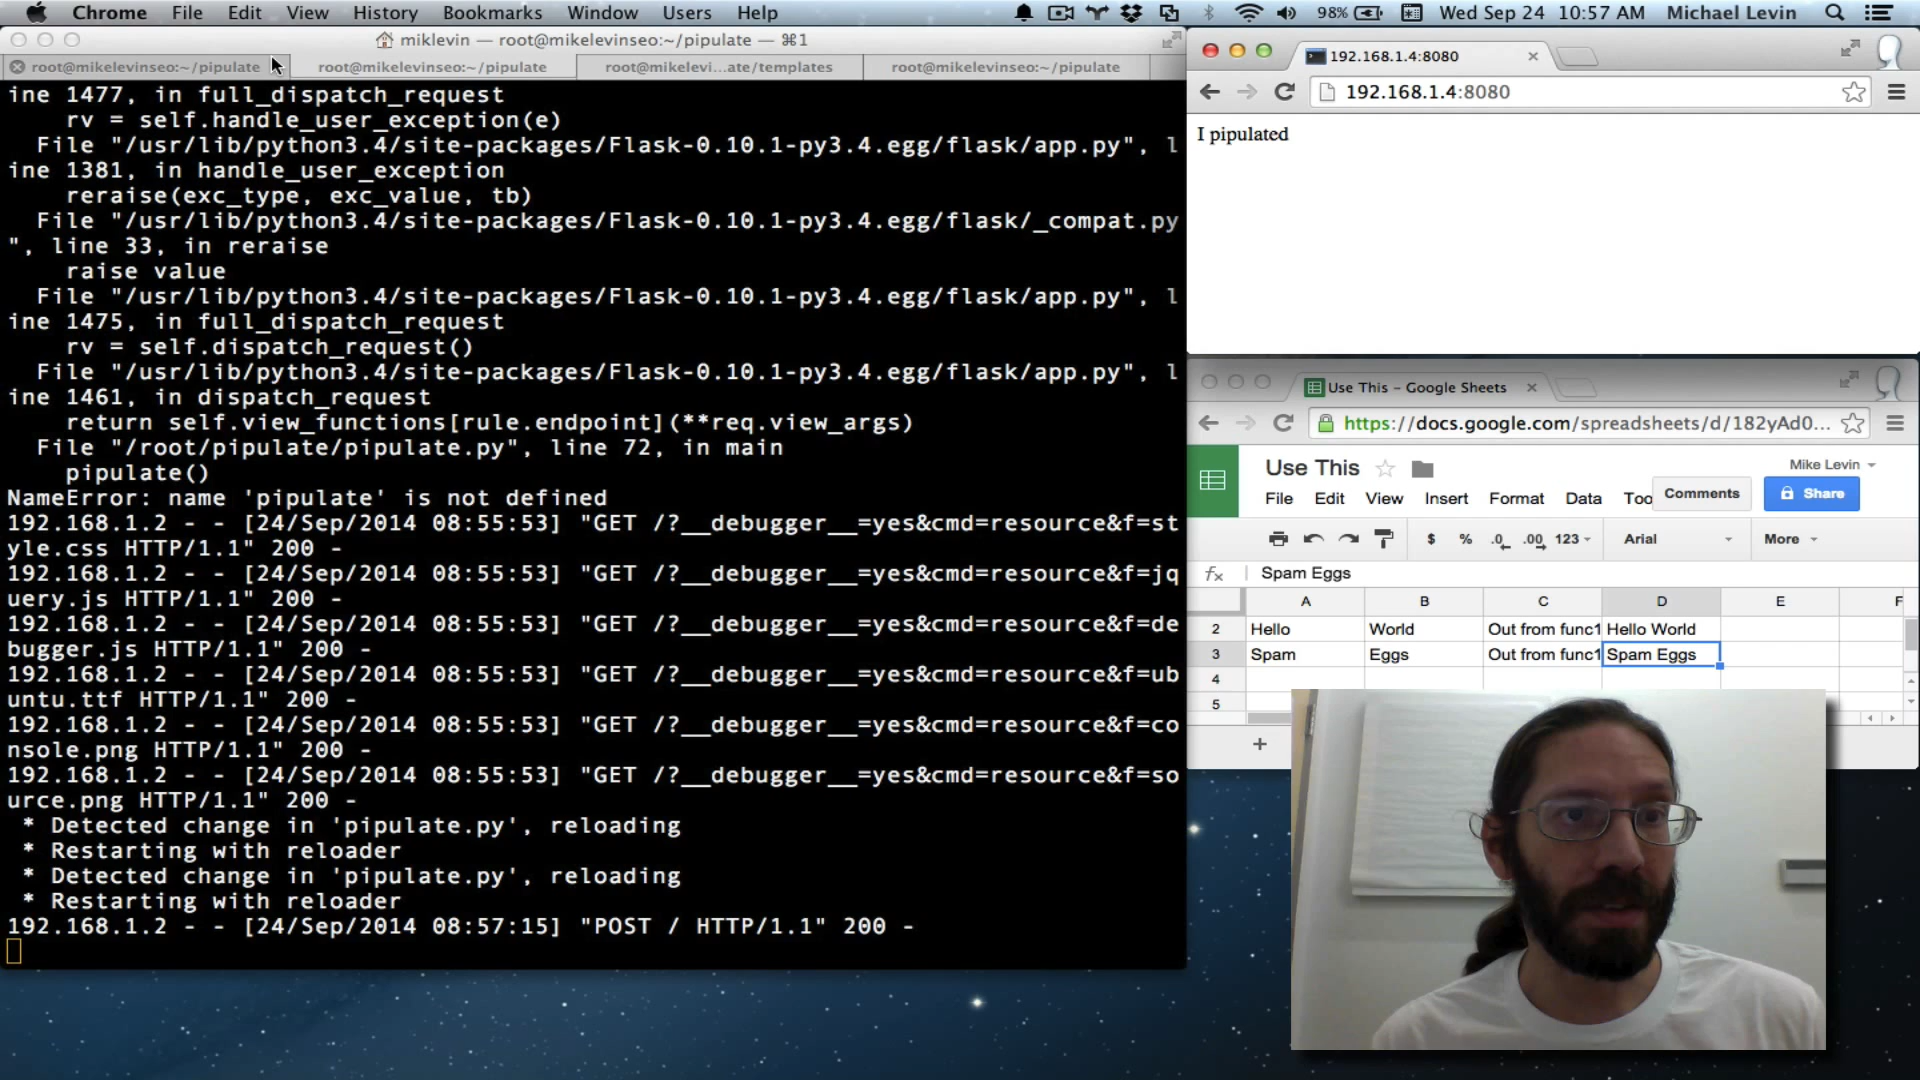 Chrome File Edit View History Bookmarks Window Users Help 98% Wed Sep 24 10:57 AM Michael Levin
miklevin — root@mikelevinseo:~/pipulate — ⌘1
root@mikelevinseo:~/pipulate root@mikelevinseo:~/pipulate root@mikelevi...ate/templates root@mikelevinseo:~/pipulate
ine 1477, in full_dispatch_request
rv = self.handle_user_exception(e)
File "/usr/lib/python3.4/site-packages/Flask-0.10.1-py3.4.egg/flask/app.py", l
ine 1381, in handle_user_exception
reraise(exc_type, exc_value, tb)
File "/usr/lib/python3.4/site-packages/Flask-0.10.1-py3.4.egg/flask/_compat.py
", line 33, in reraise
raise value
File "/usr/lib/python3.4/site-packages/Flask-0.10.1-py3.4.egg/flask/app.py", l
ine 1475, in full_dispatch_request
rv = self.dispatch_request()
File "/usr/lib/python3.4/site-packages/Flask-0.10.1-py3.4.egg/flask/app.py", l
ine 1461, in dispatch_request
return self.view_functions[rule.endpoint](**req.view_args)
File "/root/pipulate/pipulate.py", line 72, in main
pipulate()
NameError: name 'pipulate' is not defined
192.168.1.2 - - [24/Sep/2014 08:55:53] "GET /?__debugger__=yes&cmd=resource&f=st
yle.css HTTP/1.1" 200 -
192.168.1.2 - - [24/Sep/2014 08:55:53] "GET /?__debugger__=yes&cmd=resource&f=jq
uery.js HTTP/1.1" 200 -
192.168.1.2 - - [24/Sep/2014 08:55:53] "GET /?__debugger__=yes&cmd=resource&f=de
bugger.js HTTP/1.1" 200 -
192.168.1.2 - - [24/Sep/2014 08:55:53] "GET /?__debugger__=yes&cmd=resource&f=ub
untu.ttf HTTP/1.1" 200 -
192.168.1.2 - - [24/Sep/2014 08:55:53] "GET /?__debugger__=yes&cmd=resource&f=co
nsole.png HTTP/1.1" 200 -
192.168.1.2 - - [24/Sep/2014 08:55:53] "GET /?__debugger__=yes&cmd=resource&f=so
urce.png HTTP/1.1" 200 -
* Detected change in 'pipulate.py', reloading
* Restarting with reloader
* Detected change in 'pipulate.py', reloading
* Restarting with reloader
192.168.1.2 - - [24/Sep/2014 08:57:15] "POST / HTTP/1.1" 200 -
192.168.1.4:8080
192.168.1.4:8080
I pipulated
Use This – Google Sheets
https://docs.google.com/spreadsheets/d/182yAd0...
Use This
Mike Levin
File Edit View Insert Format Data Too Comments Share
$ % .0 .00 123 Arial More
fx Spam Eggs
A B C D E F
2 Hello World Out from func1 Hello World
3 Spam Eggs Out from func1 Spam Eggs
4
5
+